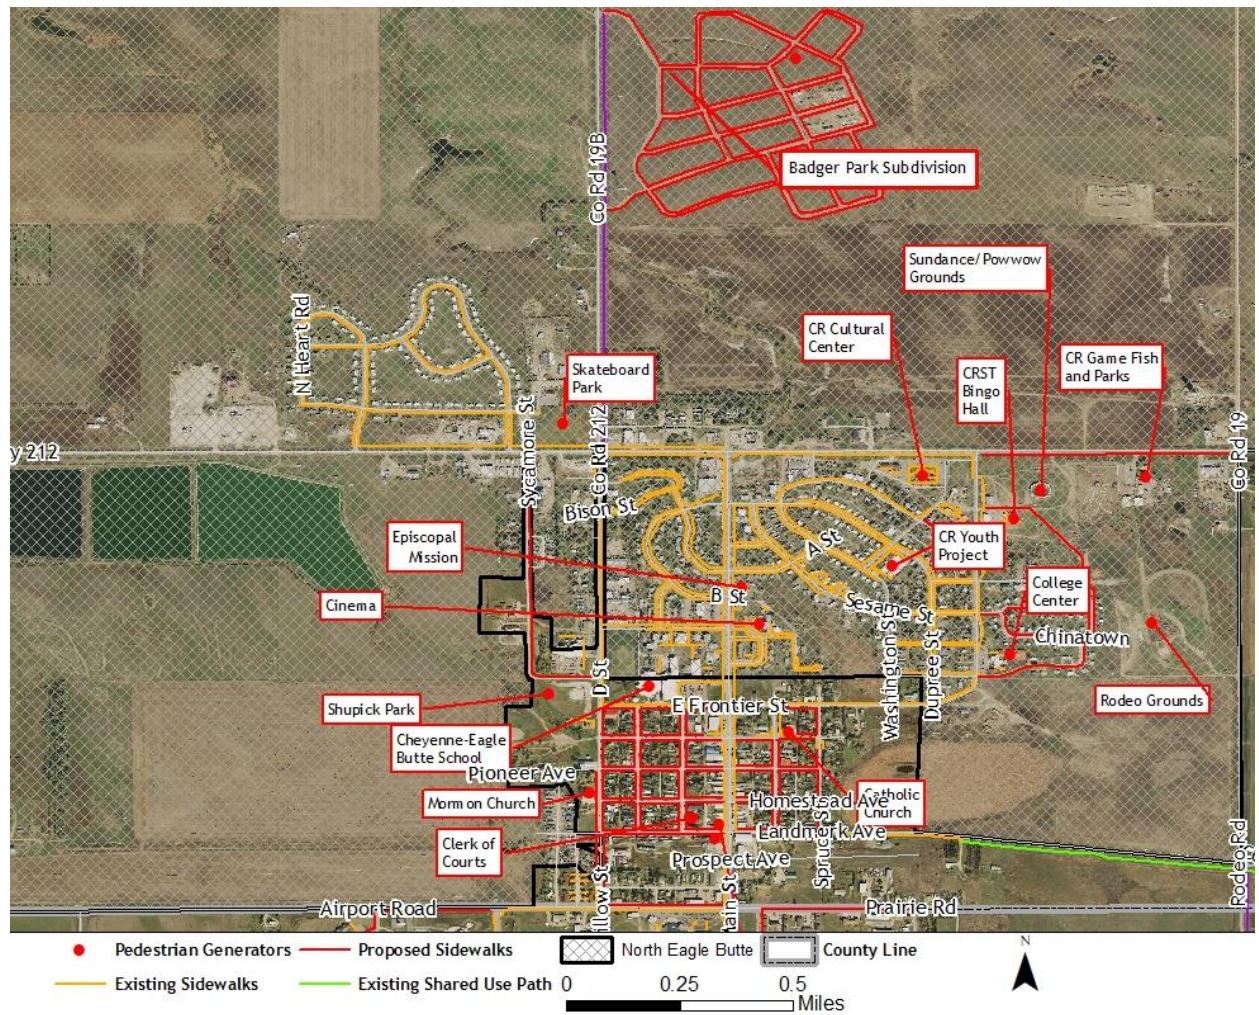 Co Rd 19B
Badger Park Subdivision
Sundance/ Powwow
Grounds
N Heart Rd
CR Cultural
Center
CRST
Bingo
Hall
CR Game Fish
and Parks
Skateboard
Park
Sycamore St
Co Rd 212
y 212
Co Rd 19
Bison St
Episcopal
Mission
A St
CR Youth
Project
College
Center
B St
Sesame St
Cinema
Chinatown
Washington St
Dupree St
D St
Shupick Park
E Frontier St
Rodeo Grounds
Cheyenne-Eagle
Butte School
Pioneer Ave
Mormon Church
Homestead Ave
Catholic
Church
Landmark Ave
Clerk of
Courts
Prospect Ave
Spruce St
Rodeo Rd
Airport Road
illow St
tain St
Prairie Rd
Pedestrian Generators
Proposed Sidewalks
North Eagle Butte
County Line
N
Existing Sidewalks
Existing Shared Use Path
0 0.25 0.5
Miles